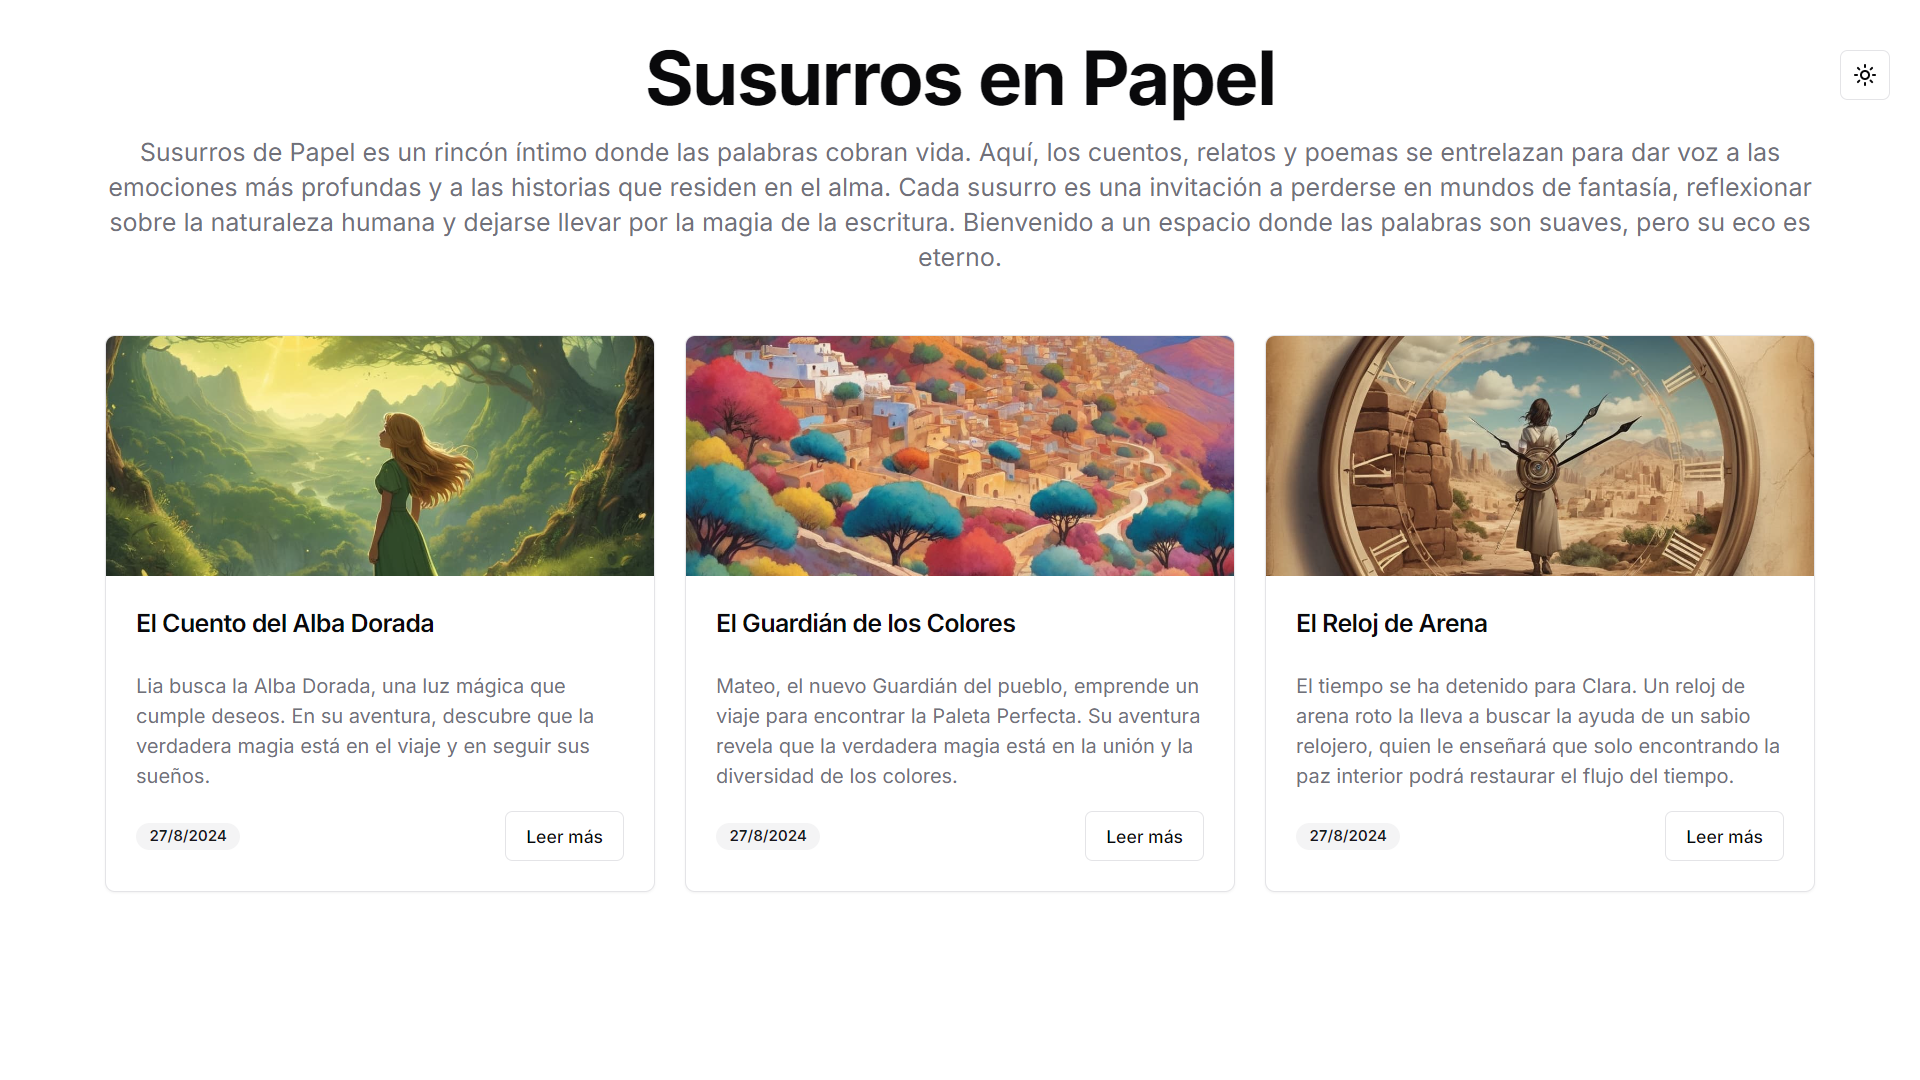 Susurros en Papel
Susurros de Papel es un rincón íntimo donde las palabras cobran vida. Aquí, los cuentos, relatos y poemas se entrelazan para dar voz a las
emociones más profundas y a las historias que residen en el alma. Cada susurro es una invitación a perderse en mundos de fantasía, reflexionar
sobre la naturaleza humana y dejarse llevar por la magia de la escritura. Bienvenido a un espacio donde las palabras son suaves, pero su eco es
eterno.
El Cuento del Alba Dorada
Lia busca la Alba Dorada, una luz mágica que
cumple deseos. En su aventura, descubre que la
verdadera magia está en el viaje y en seguir sus
sueños.
27/8/2024
Leer más
El Guardián de los Colores
Mateo, el nuevo Guardián del pueblo, emprende un
viaje para encontrar la Paleta Perfecta. Su aventura
revela que la verdadera magia está en la unión y la
diversidad de los colores.
27/8/2024
Leer más
El Reloj de Arena
El tiempo se ha detenido para Clara. Un reloj de
arena roto la lleva a buscar la ayuda de un sabio
relojero, quien le enseñará que solo encontrando la
paz interior podrá restaurar el flujo del tiempo.
27/8/2024
Leer más